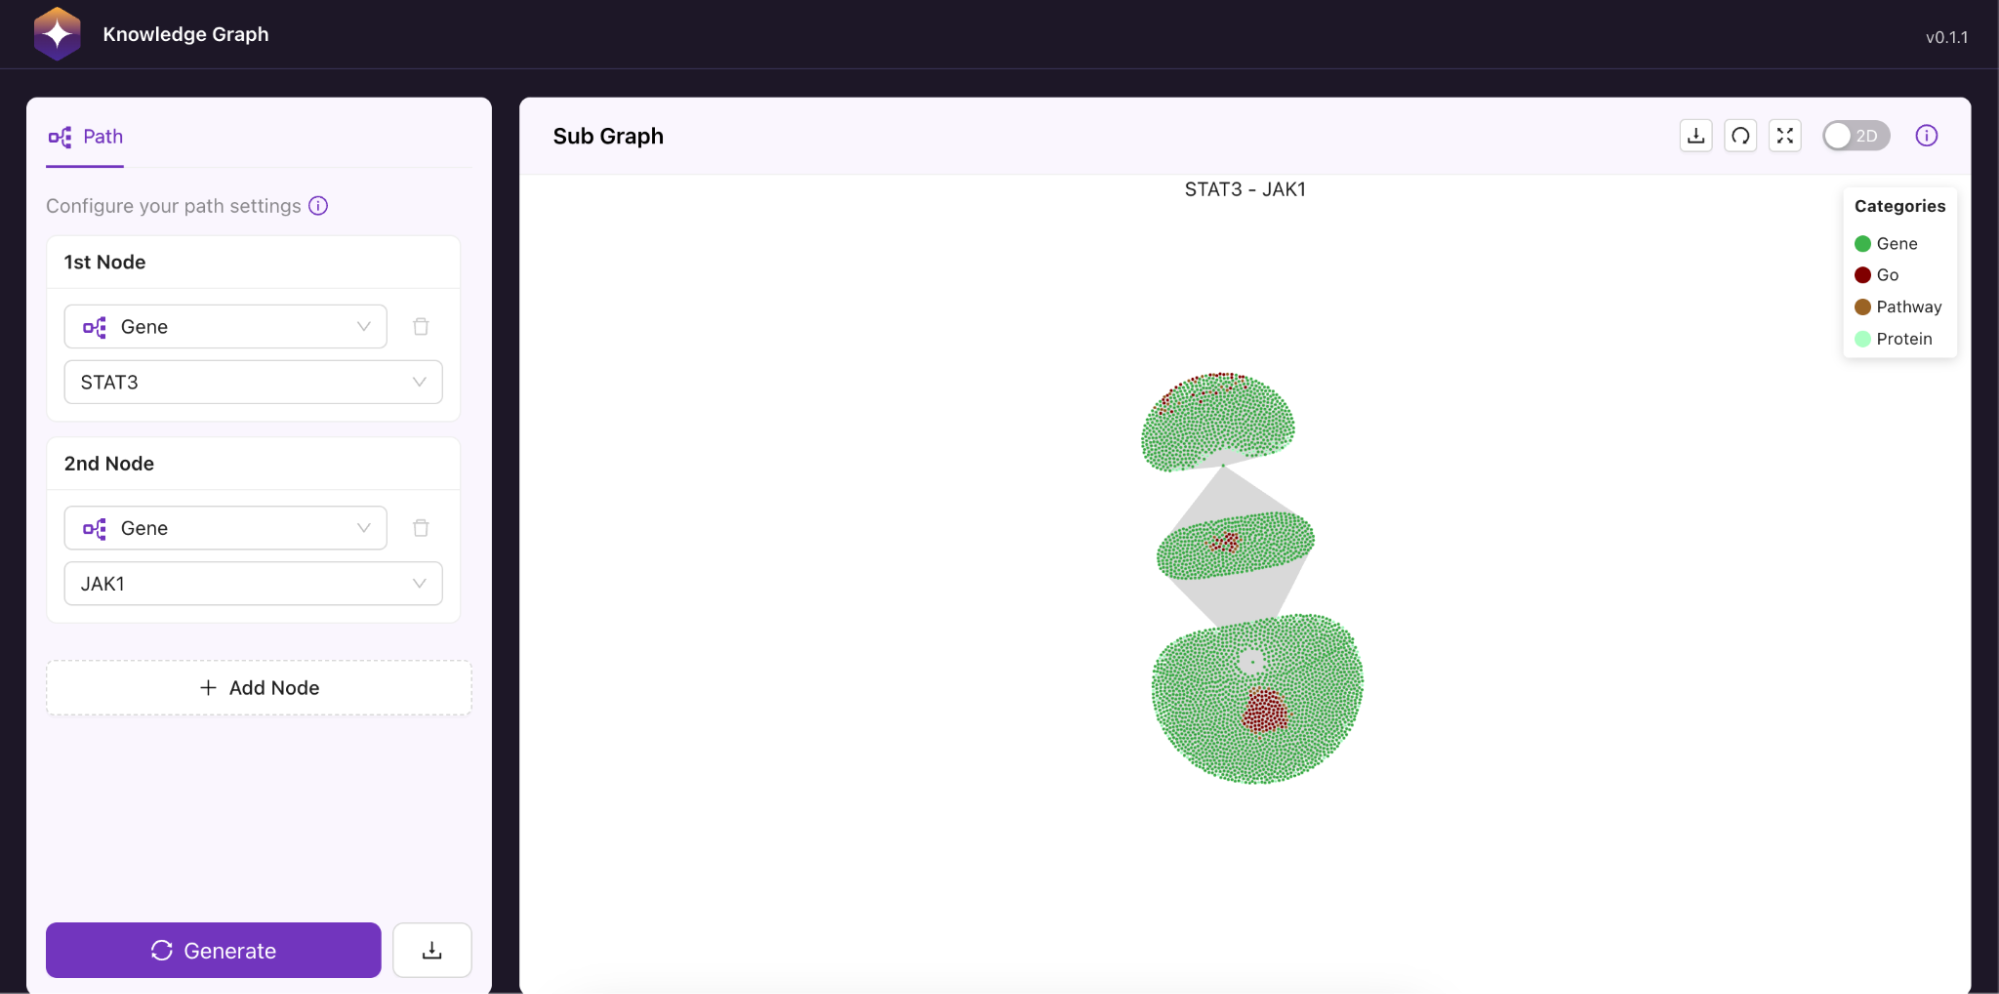 Knowledge Graph
v0.1.1
Path
Configure your path settings
1st Node
Gene
STAT3
2nd Node
Gene
JAK1
Add Node
Generate
Sub Graph
2D
STAT3 - JAK1
Categories
Gene
Go
Pathway
Protein